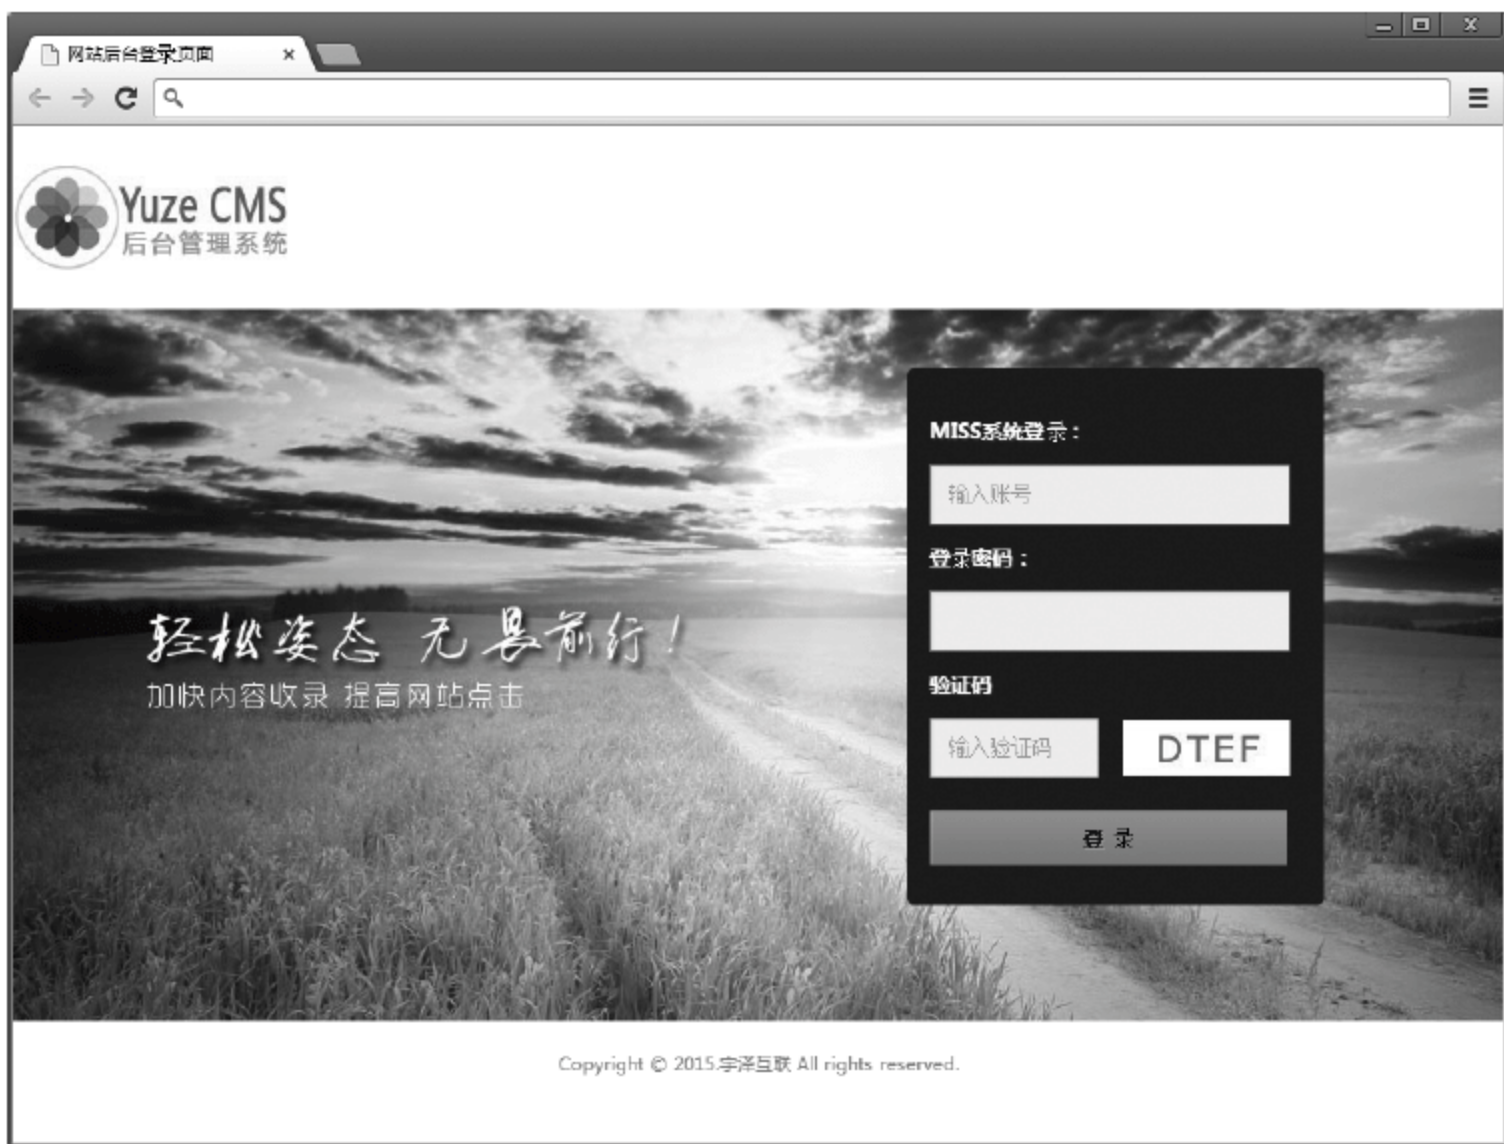 网站后台登录页面
Yuze CMS
后台管理系统
MISS系统登录：
输入账号
登录密码：
轻松姿态 无畏前行！
加快内容收录 提高网站点击
验证码
输入验证码 DTEF
登 录
Copyright © 2015.宇泽互联 All rights reserved.